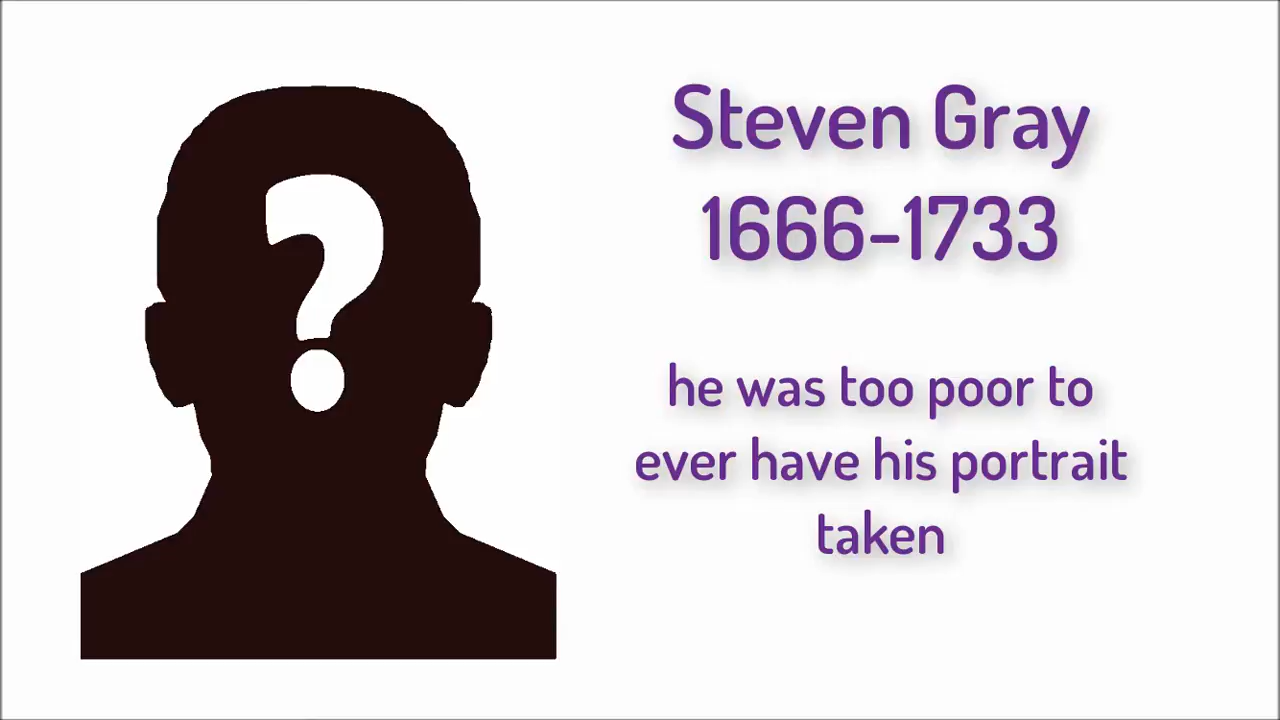 Steven Gray
1666-1733
he was too poor to
ever have his portrait
taken
?